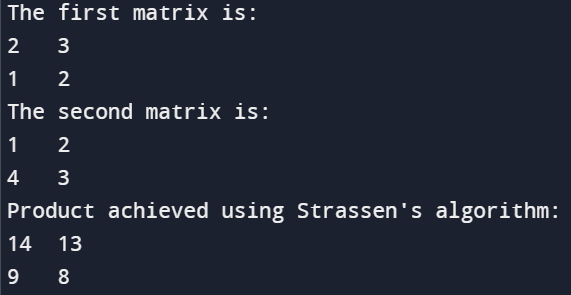 The first matrix is:
2 3
1 2
The second matrix is:
1 2
4 3
Product achieved using Strassen's algorithm:
14 13
9 8